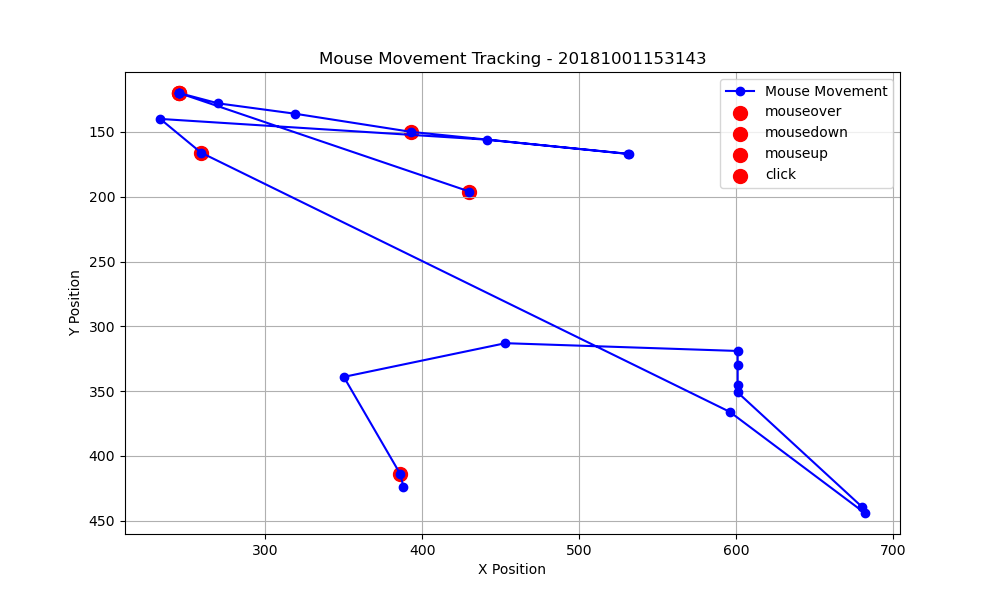 Mouse Movement Tracking - 20181001153143
Mouse Movement
mouseover
mousedown
mouseup
click
Y Position
150
200
250
300
350
400
450
300
400
500
600
700
X Position